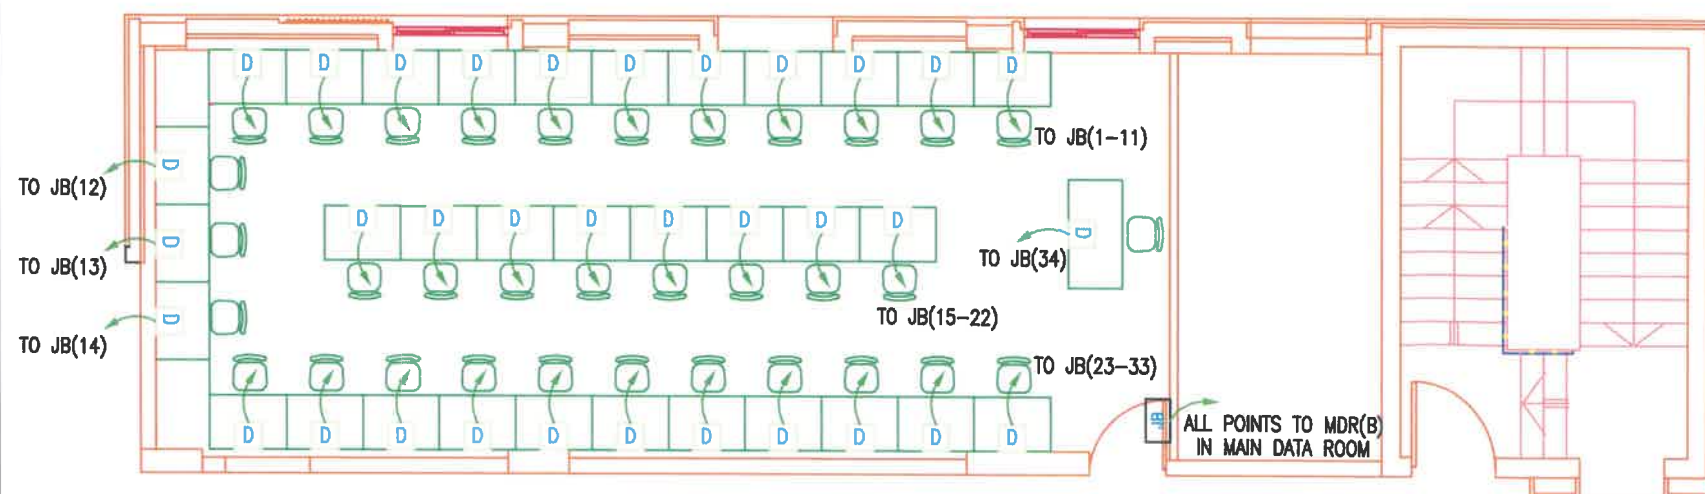 D D D D D D D D D D D
TO JB(1-11)
D
TO JB(12)
D D D D D D D D
D
TO JB(34)
D
TO JB(13)
TO JB(15-22)
D
TO JB(14)
TO JB(23-33)
D D D D D D D D D D D
ALL POINTS TO MDR(B)
IN MAIN DATA ROOM